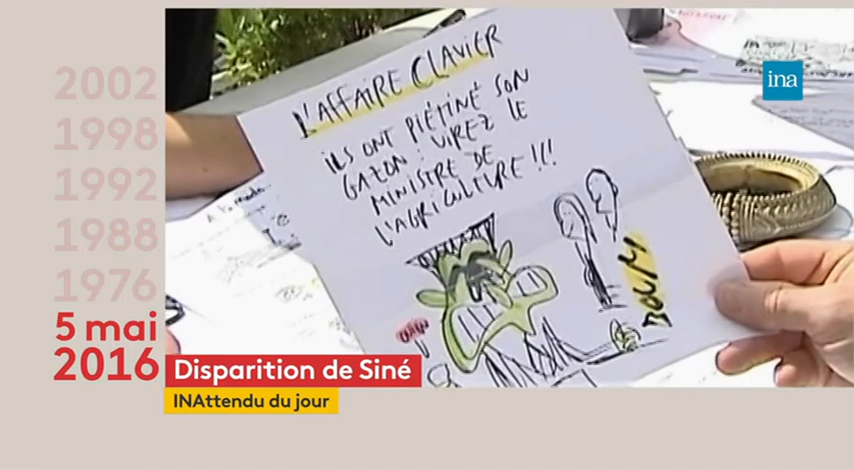 2002
1998
1992
1988
1976
5 mai
2016
Disparition de Siné
INAttendu du jour
ina
L'AFFAIRE CLAVIER
ILS ONT PIÉTINÉ SON
GAZON : VIREZ LE
MINISTRE DE
L'AGRICULTURE !!!
BOUM